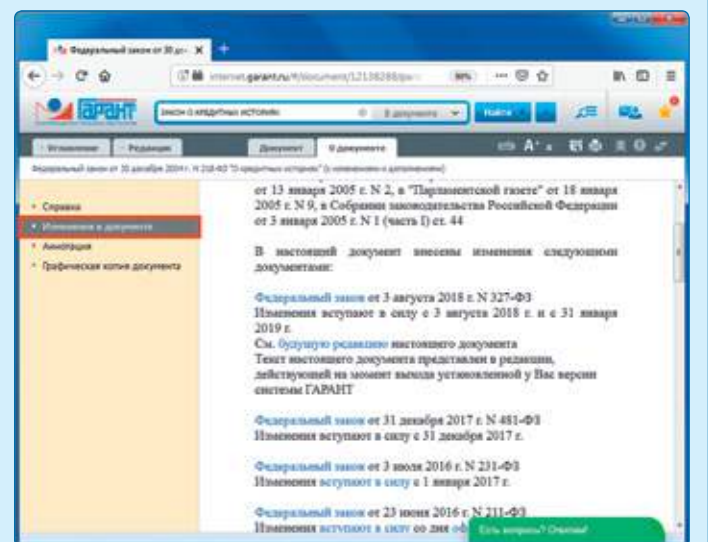 Федеральный закон от 30 де-
internet.garant.ru/#/document/12138288/pa
80%
ГАРАНТ
закон о кредитных историях
В документе
Найти
Оглавление
Редакции
Документ
О документе
Федеральный закон от 30 декабря 2004 г. N 218-ФЗ "О кредитных историях" (с изменениями и дополнениями)
Справка
Изменения в документе
Аннотация
Графическая копия документа
от 13 января 2005 г. N 2, в "Парламентской газете" от 18 января
2005 г. N 9, в Собрании законодательства Российской Федерации
от 3 января 2005 г. N 1 (часть I) ст. 44
В настоящий документ внесены изменения следующими
документами:
Федеральный закон от 3 августа 2018 г. N 327-ФЗ
Изменения вступают в силу с 3 августа 2018 г. и с 31 января
2019 г.
См. будущую редакцию настоящего документа
Текст настоящего документа представлен в редакции,
действующей на момент выхода установленной у Вас версии
системы ГАРАНТ
Федеральный закон от 31 декабря 2017 г. N 481-ФЗ
Изменения вступают в силу с 31 декабря 2017 г.
Федеральный закон от 3 июля 2016 г. N 231-ФЗ
Изменения вступают в силу с 1 января 2017 г.
Федеральный закон от 23 июня 2016 г. N 211-ФЗ
Изменения вступают в силу со дня оф
Есть вопросы? Ответим!